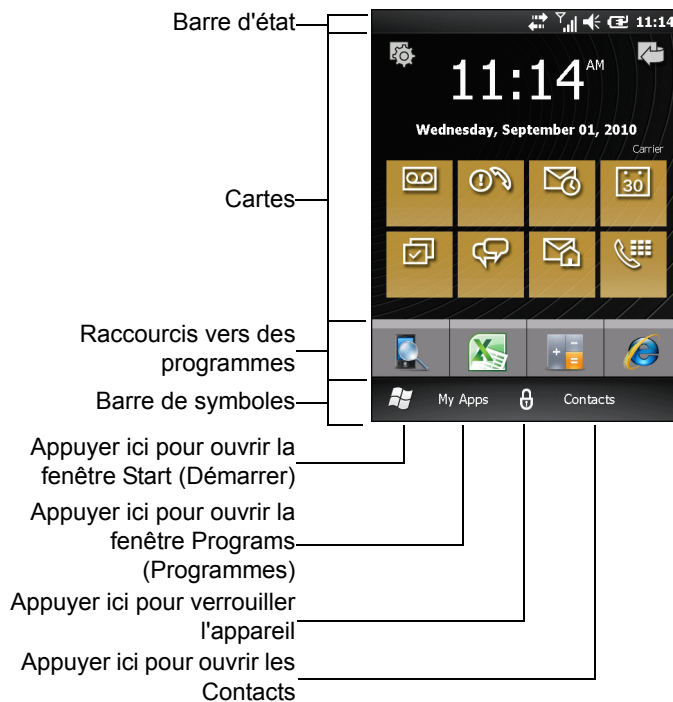 Barre d'état
11:14
11:14 AM
Wednesday, September 01, 2010
Carrier
30
Cartes
Raccourcis vers des
programmes
Barre de symboles
My Apps
Contacts
Appuyer ici pour ouvrir la
fenêtre Start (Démarrer)
Appuyer ici pour ouvrir la
fenêtre Programs
(Programmes)
Appuyer ici pour verrouiller
l'appareil
Appuyer ici pour ouvrir les
Contacts